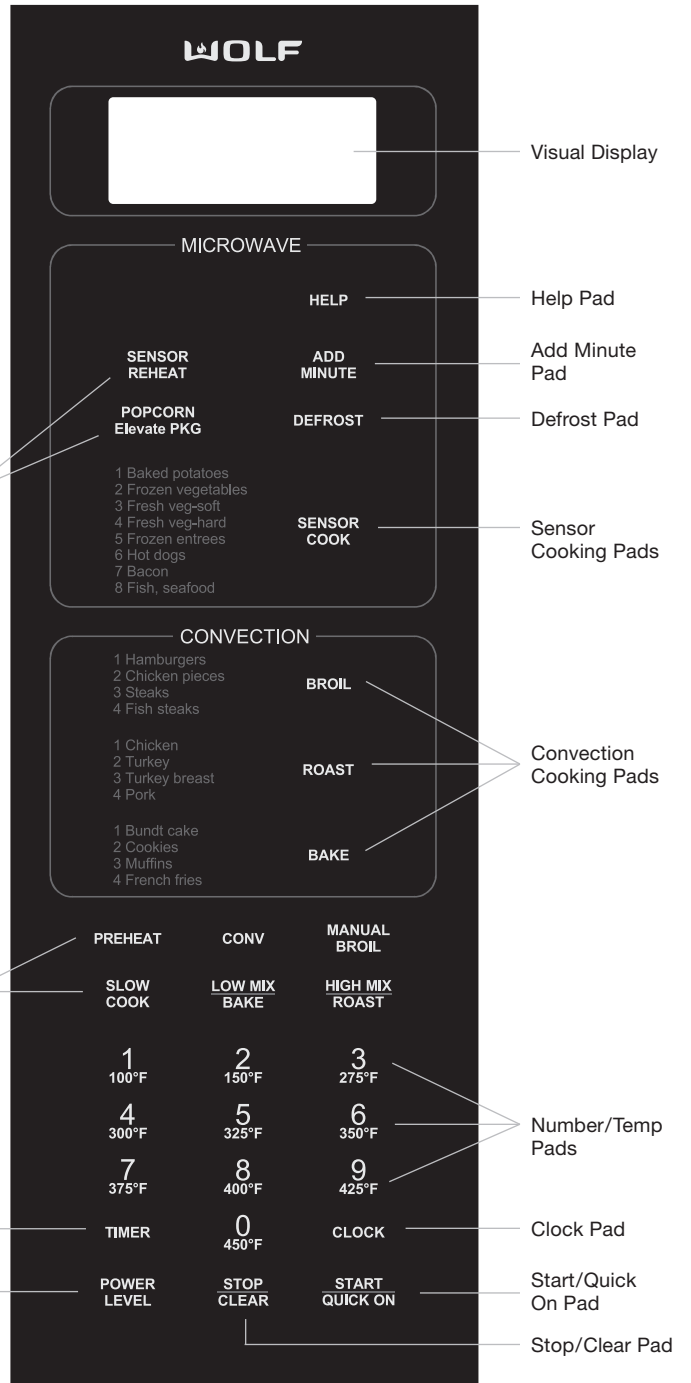 WOLF
Visual Display
MICROWAVE
HELP
Help Pad
SENSOR
REHEAT
ADD
MINUTE
Add Minute
Pad
POPCORN
Elevate PKG
DEFROST
Defrost Pad
1 Baked potatoes
2 Frozen vegetables
3 Fresh veg-soft
4 Fresh veg-hard
5 Frozen entrees
6 Hot dogs
7 Bacon
8 Fish, seafood
SENSOR
COOK
Sensor
Cooking Pads
CONVECTION
1 Hamburgers
2 Chicken pieces
3 Steaks
4 Fish steaks
BROIL
1 Chicken
2 Turkey
3 Turkey breast
4 Pork
ROAST
Convection
Cooking Pads
1 Bundt cake
2 Cookies
3 Muffins
4 French fries
BAKE
PREHEAT
CONV
MANUAL
BROIL
SLOW
COOK
LOW MIX
BAKE
HIGH MIX
ROAST
1
100°F
2
150°F
3
275°F
4
300°F
5
325°F
6
350°F
Number/Temp
Pads
7
375°F
8
400°F
9
425°F
TIMER
0
450°F
CLOCK
Clock Pad
POWER
LEVEL
STOP
CLEAR
START
QUICK ON
Start/Quick
On Pad
Stop/Clear Pad